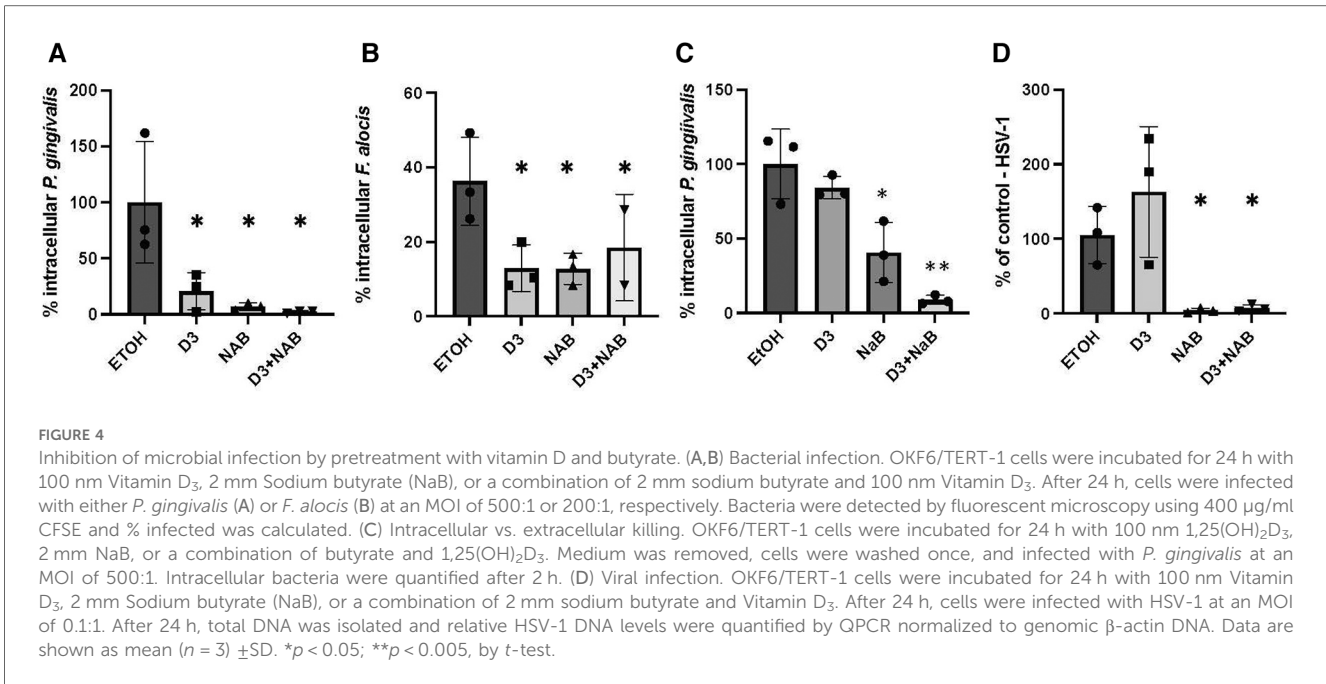 A
% intracellular P. gingivalis
200
150
100
50
0
ETOH
D3
NAB
D3+NAB
*
*
*
B
% intracellular F. alocis
60
40
20
0
ETOH
D3
NAB
D3+NAB
*
*
*
C
% intracellular P. gingiivalis
150
100
50
0
EtOH
D3
NaB
D3+NaB
*
**
D
% of control - HSV-1
300
200
100
0
ETOH
D3
NAB
D3+NAB
*
*
FIGURE 4
Inhibition of microbial infection by pretreatment with vitamin D and butyrate. (A,B) Bacterial infection. OKF6/TERT-1 cells were incubated for 24 h with
100 nm Vitamin D₃, 2 mm Sodium butyrate (NaB), or a combination of 2 mm sodium butyrate and 100 nm Vitamin D₃. After 24 h, cells were infected
with either P. gingivalis (A) or F. alocis (B) at an MOI of 500:1 or 200:1, respectively. Bacteria were detected by fluorescent microscopy using 400 µg/ml
CFSE and % infected was calculated. (C) Intracellular vs. extracellular killing. OKF6/TERT-1 cells were incubated for 24 h with 100 nm 1,25(OH)₂D₃,
2 mm NaB, or a combination of butyrate and 1,25(OH)₂D₃. Medium was removed, cells were washed once, and infected with P. gingivalis at an
MOI of 500:1. Intracellular bacteria were quantified after 2 h. (D) Viral infection. OKF6/TERT-1 cells were incubated for 24 h with 100 nm Vitamin
D₃, 2 mm Sodium butyrate (NaB), or a combination of 2 mm sodium butyrate and Vitamin D₃. After 24 h, cells were infected with HSV-1 at an MOI
of 0.1:1. After 24 h, total DNA was isolated and relative HSV-1 DNA levels were quantified by QPCR normalized to genomic β-actin DNA. Data are
shown as mean (n = 3) ±SD. *p < 0.05; **p < 0.005, by t-test.